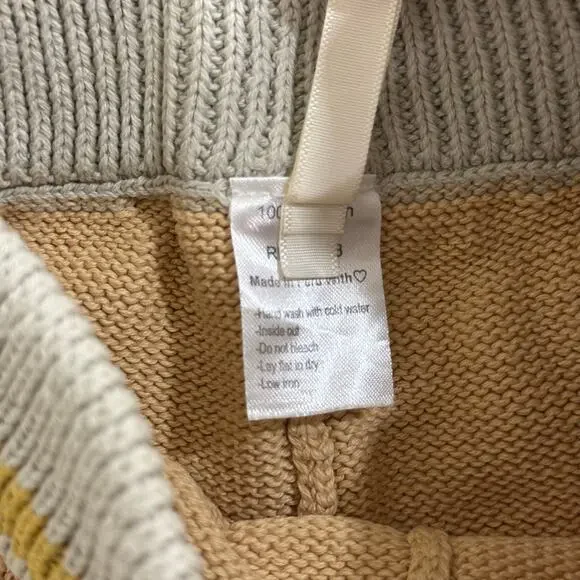 Made in Peru with♡
-Hand wash with cold water
-Inside out
-Do not bleach
-Lay flat in dry
-Low iron